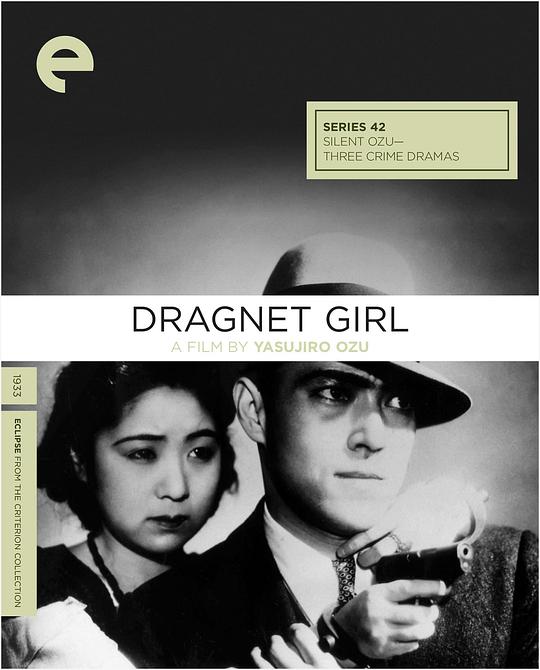 e
SERIES 42
SILENT OZU—
THREE CRIME DRAMAS
DRAGNET GIRL
A FILM BY YASUJIRO OZU
1933
ECLIPSE FROM THE CRITERION COLLECTION